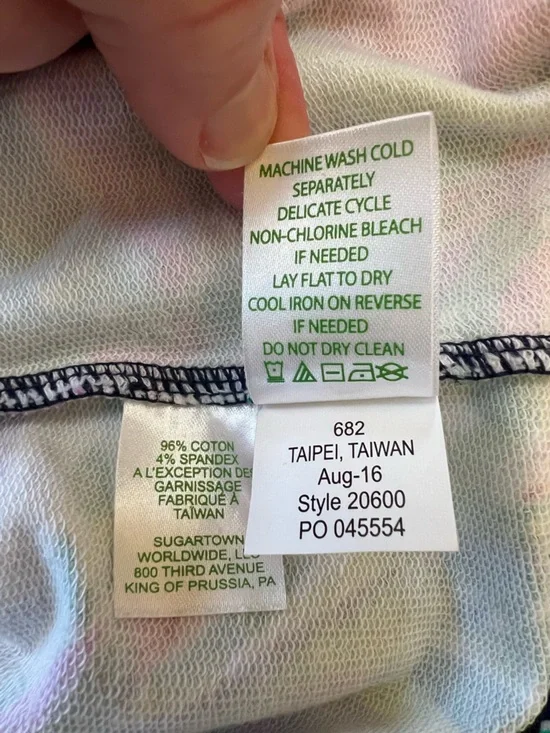 MACHINE WASH COLD
SEPARATELY
DELICATE CYCLE
NON-CHLORINE BLEACH
IF NEEDED
LAY FLAT TO DRY
COOL IRON ON REVERSE
IF NEEDED
DO NOT DRY CLEAN
682
TAIPEI, TAIWAN
Aug-16
Style 20600
PO 045554
96% COTON
4% SPANDEX
A L'EXCEPTION DES
GARNISSAGE
FABRIQUÉ À
TAÏWAN
SUGARTOWN
WORLDWIDE,
800 THIRD AVENUE
KING OF PRUSSIA, PA